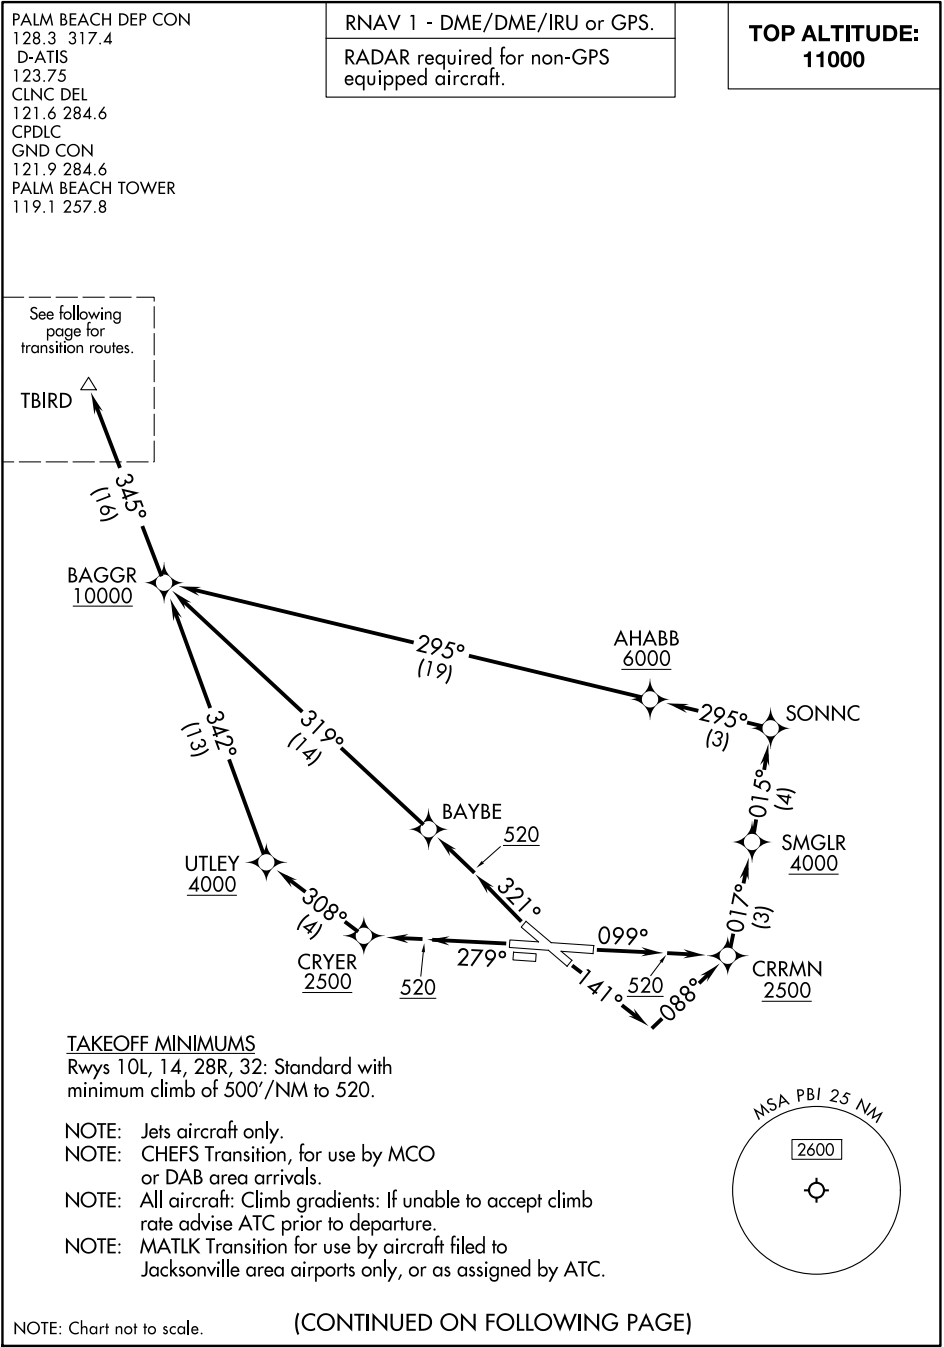 PALM BEACH DEP CON
128.3 317.4
D-ATIS
123.75
CLNC DEL
121.6 284.6
CPDLC
GND CON
121.9 284.6
PALM BEACH TOWER
119.1 257.8
RNAV 1 - DME/DME/IRU or GPS.
RADAR required for non-GPS
equipped aircraft.
TOP ALTITUDE:
11000
See following
page for
transition routes.
TBIRD
345°
(16)
BAGGR
10000
295°
(19)
AHABB
6000
295°
(3)
SONNC
342°
(13)
319°
(14)
015°
(4)
BAYBE
520
SMGLR
4000
UTLEY
4000
308°
(4)
321°
017°
(3)
099°
279°
CRYER
2500
520
141°
520
088°
CRRMN
2500
TAKEOFF MINIMUMS
Rwys 10L, 14, 28R, 32: Standard with
minimum climb of 500'/NM to 520.
NOTE: Jets aircraft only.
NOTE: CHEFS Transition, for use by MCO
or DAB area arrivals.
NOTE: All aircraft: Climb gradients: If unable to accept climb
rate advise ATC prior to departure.
NOTE: MATLK Transition for use by aircraft filed to
Jacksonville area airports only, or as assigned by ATC.
MSA PBI 25 NM
2600
NOTE: Chart not to scale.
(CONTINUED ON FOLLOWING PAGE)